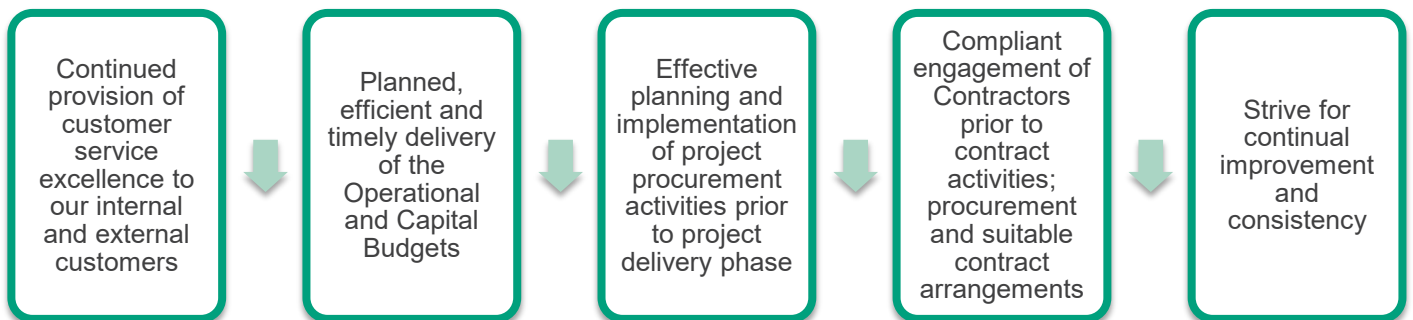 Continued
provision of
customer
service
excellence to
our internal
and external
customers
Planned,
efficient and
timely delivery
of the
Operational
and Capital
Budgets
Effective
planning and
implementation
of project
procurement
activities prior
to project
delivery phase
Compliant
engagement of
Contractors
prior to
contract
activities;
procurement
and suitable
contract
arrangements
Strive for
continual
improvement
and
consistency